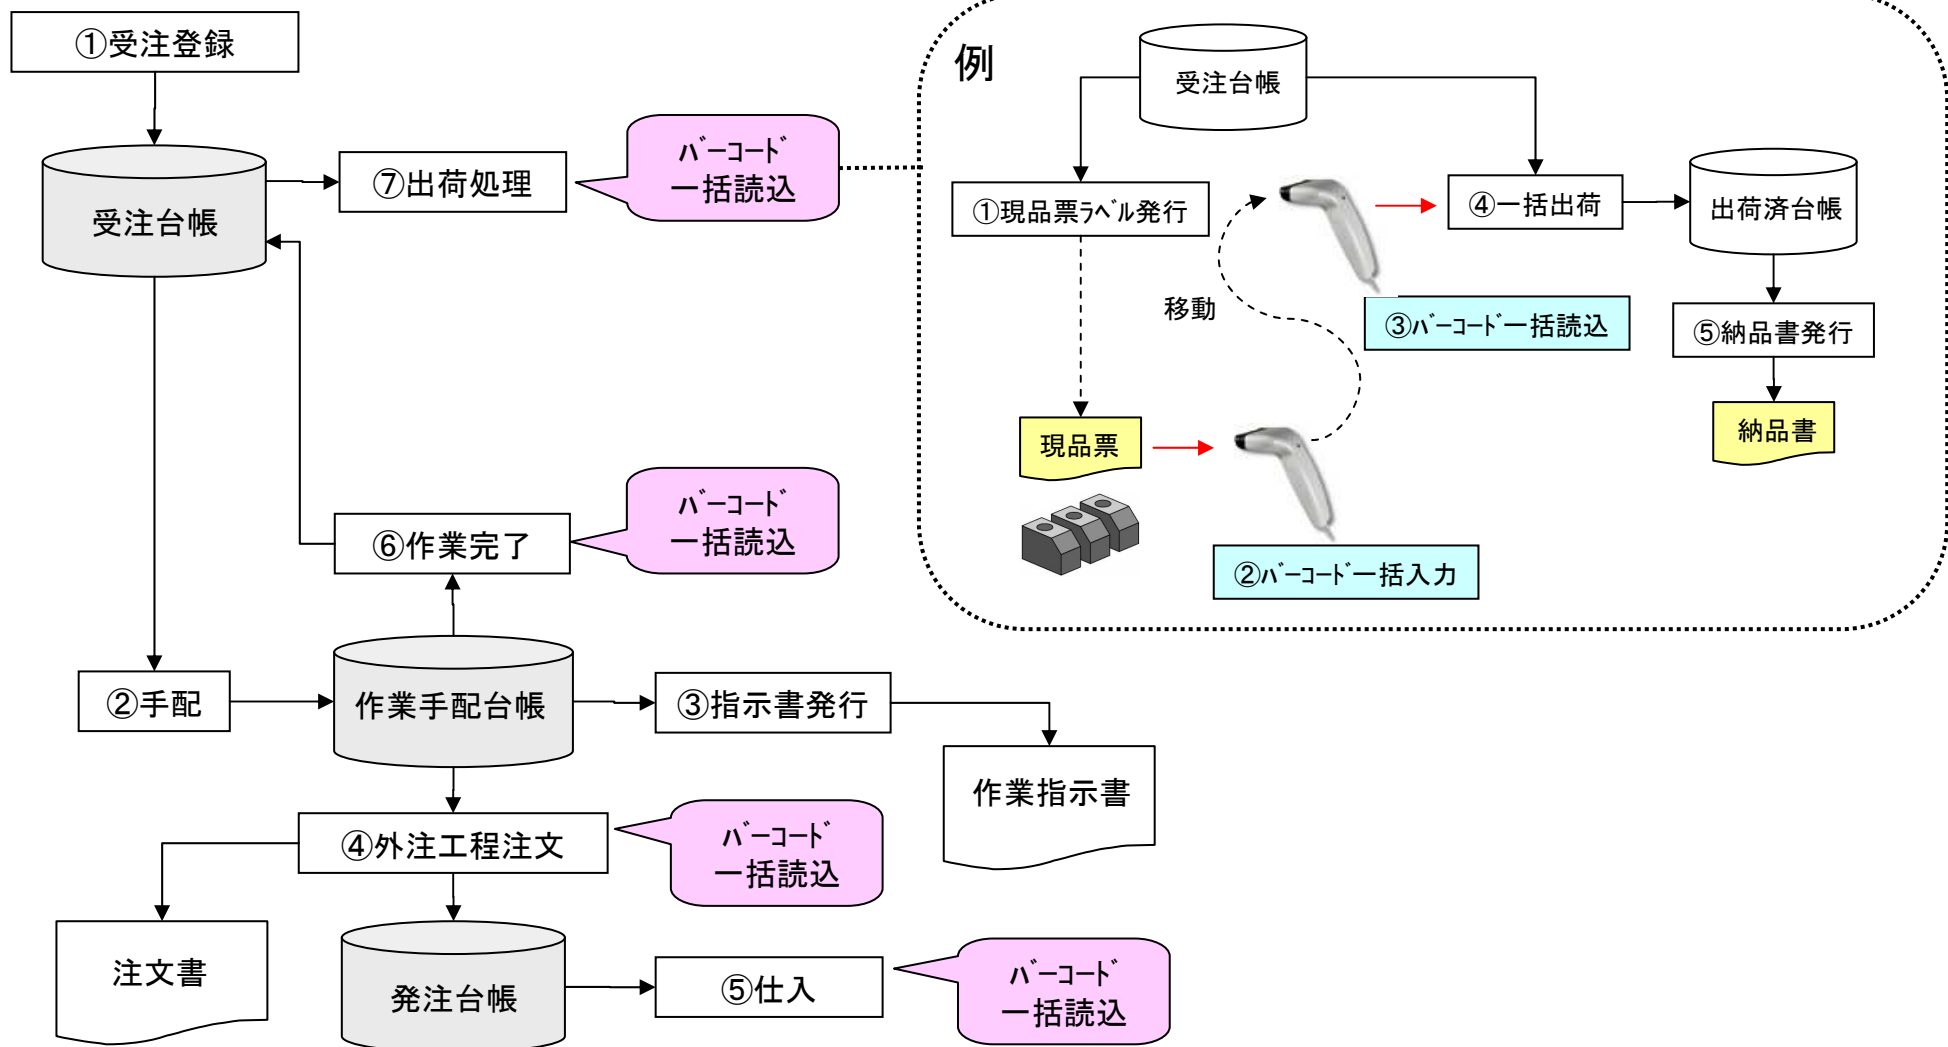 ①受注登録
受注台帳
⑦出荷処理
ﾊﾞｰｺｰﾄﾞ
一括読込
⑥作業完了
ﾊﾞｰｺｰﾄﾞ
一括読込
②手配
作業手配台帳
③指示書発行
作業指示書
④外注工程注文
ﾊﾞｰｺｰﾄﾞ
一括読込
注文書
発注台帳
⑤仕入
ﾊﾞｰｺｰﾄﾞ
一括読込
例
受注台帳
①現品票ﾗﾍﾞﾙ発行
④一括出荷
出荷済台帳
移動
③ﾊﾞｰｺｰﾄﾞ一括読込
⑤納品書発行
現品票
納品書
②ﾊﾞｰｺｰﾄﾞ一括入力